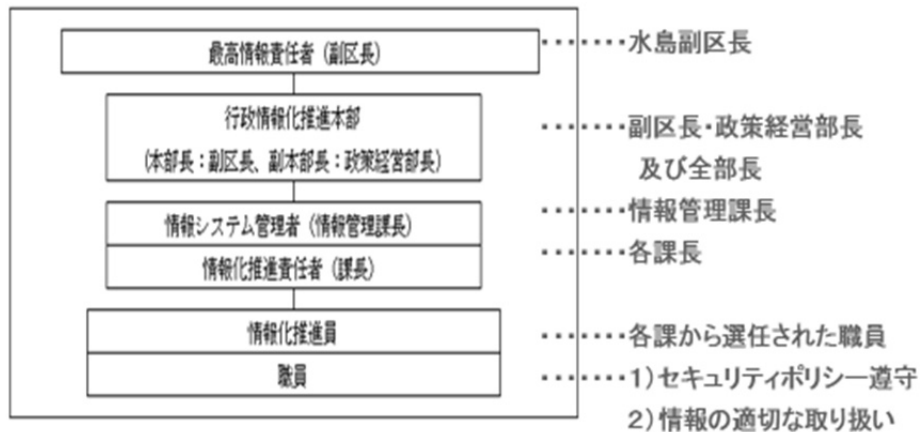 最高情報責任者（副区長）
･･･････水島副区長
行政情報化推進本部
（本部長：副区長、副本部長：政策経営部長）
･･･････副区長・政策経営部長
及び全部長
情報システム管理者（情報管理課長）
･･･････情報管理課長
情報化推進責任者（課長）
･･･････各課長
情報化推進員
･･･････各課から選任された職員
職員
･･･････1）セキュリティポリシー遵守
2）情報の適切な取り扱い